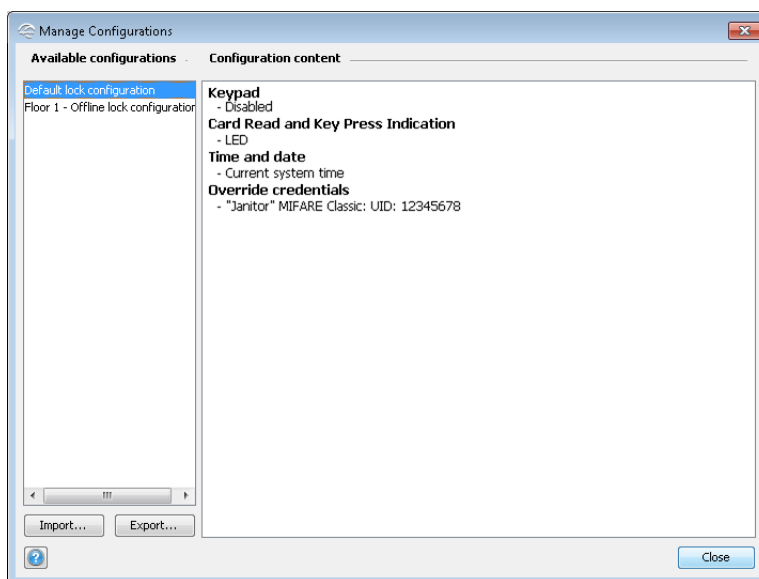 Manage Configurations
Available configurations
Configuration content
Default lock configuration
Floor 1 - Offline lock configuration
Keypad
- Disabled
Card Read and Key Press Indication
- LED
Time and date
- Current system time
Override credentials
- "Janitor" MIFARE Classic: UID: 12345678
Import...
Export...
?
Close